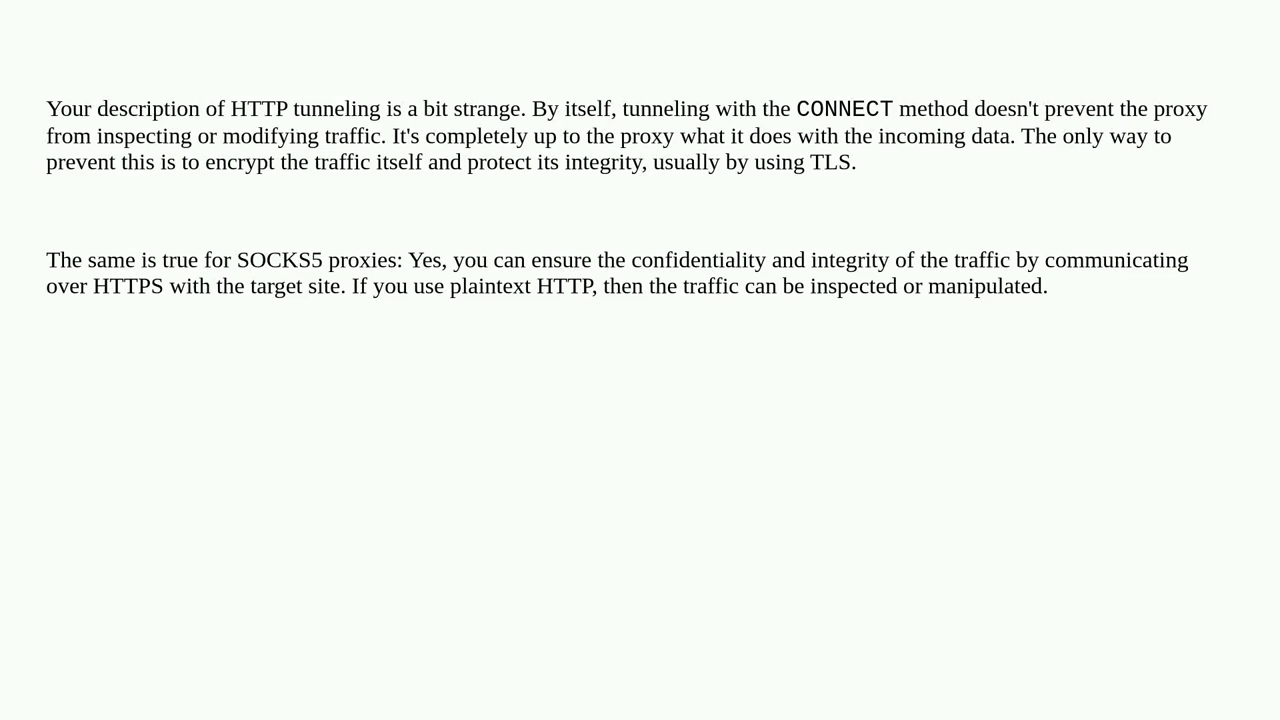 Your description of HTTP tunneling is a bit strange. By itself, tunneling with the CONNECT method doesn't prevent the proxy
from inspecting or modifying traffic. It's completely up to the proxy what it does with the incoming data. The only way to
prevent this is to encrypt the traffic itself and protect its integrity, usually by using TLS.
The same is true for SOCKS5 proxies: Yes, you can ensure the confidentiality and integrity of the traffic by communicating
over HTTPS with the target site. If you use plaintext HTTP, then the traffic can be inspected or manipulated.